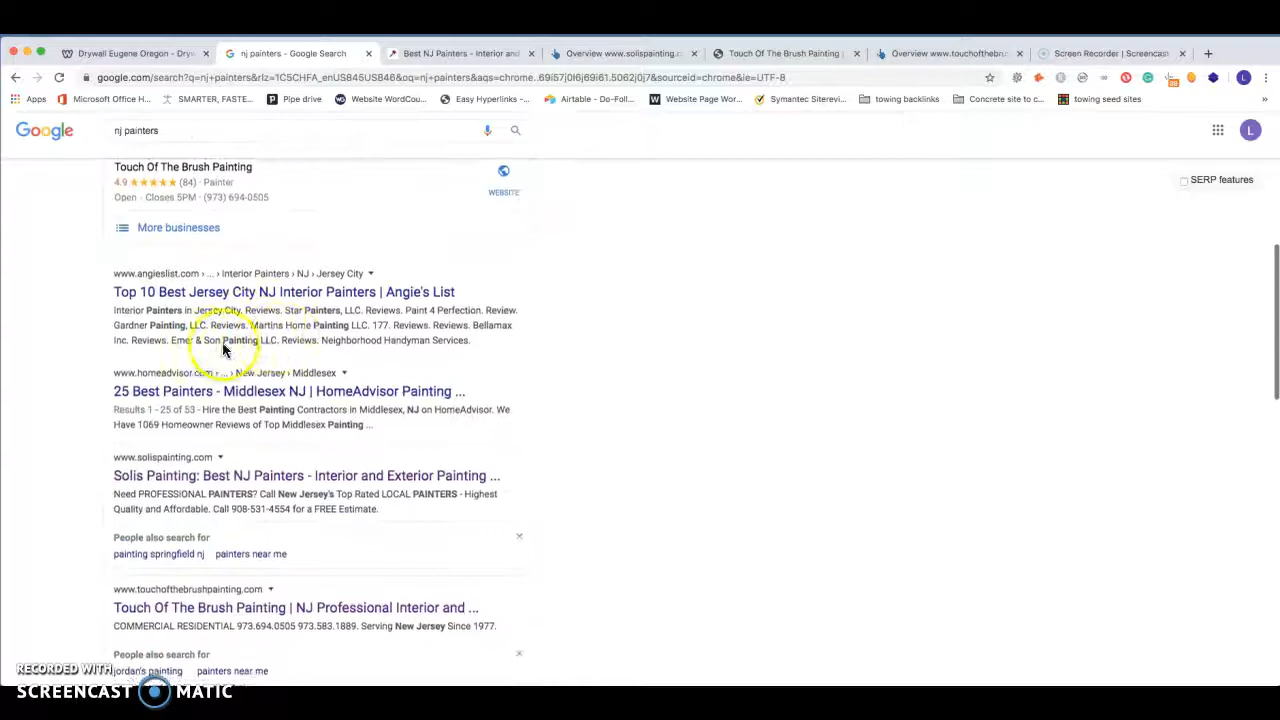 Drywall Eugene Oregon - Dryw
nj painters - Google Search
Best NJ Painters - Interior and
Overview www.solispainting.co
Touch Of The Brush Painting |
Overview www.touchofthebrus
Screen Recorder | Screencast
google.com/search?q=nj+painters&rlz=1C5CHFA_enUS845US846&oq=nj+painters&aqs=chrome..69i57j0l6j69i61.5062j0j7&sourceid=chrome&ie=UTF-8
L
Apps
Microsoft Office H...
SMARTER, FASTE...
Pipe drive
Website WordCou...
Easy Hyperlinks -...
Airtable - Do-Foll...
Website Page Wor...
Symantec Siterevi...
towing backlinks
Concrete site to c...
towing seed sites
»
Google
nj painters
L
SERP features
Touch Of The Brush Painting
4.9 ★★★★★ (84) · Painter
Open · Closes 5PM · (973) 694-0505
WEBSITE
More businesses
www.angieslist.com › ... › Interior Painters › NJ › Jersey City
Top 10 Best Jersey City NJ Interior Painters | Angie's List
Interior Painters in Jersey City. Reviews. Star Painters, LLC. Reviews. Paint 4 Perfection. Review.
Gardner Painting, LLC. Reviews. Martins Home Painting LLC. 177. Reviews. Reviews. Bellamax
Inc. Reviews. Emer & Son Painting LLC. Reviews. Neighborhood Handyman Services.
www.homeadvisor.com › ... › New Jersey › Middlesex
25 Best Painters - Middlesex NJ | HomeAdvisor Painting ...
Results 1 - 25 of 53 - Hire the Best Painting Contractors in Middlesex, NJ on HomeAdvisor. We
Have 1069 Homeowner Reviews of Top Middlesex Painting ...
www.solispainting.com
Solis Painting: Best NJ Painters - Interior and Exterior Painting ...
Need PROFESSIONAL PAINTERS? Call New Jersey's Top Rated LOCAL PAINTERS - Highest
Quality and Affordable. Call 908-531-4554 for a FREE Estimate.
People also search for
painting springfield nj painters near me
www.touchofthebrushpainting.com
Touch Of The Brush Painting | NJ Professional Interior and ...
COMMERCIAL RESIDENTIAL 973.694.0505 973.583.1889. Serving New Jersey Since 1977.
People also search for
jordan's painting painters near me
RECORDED WITH
SCREENCAST MATIC